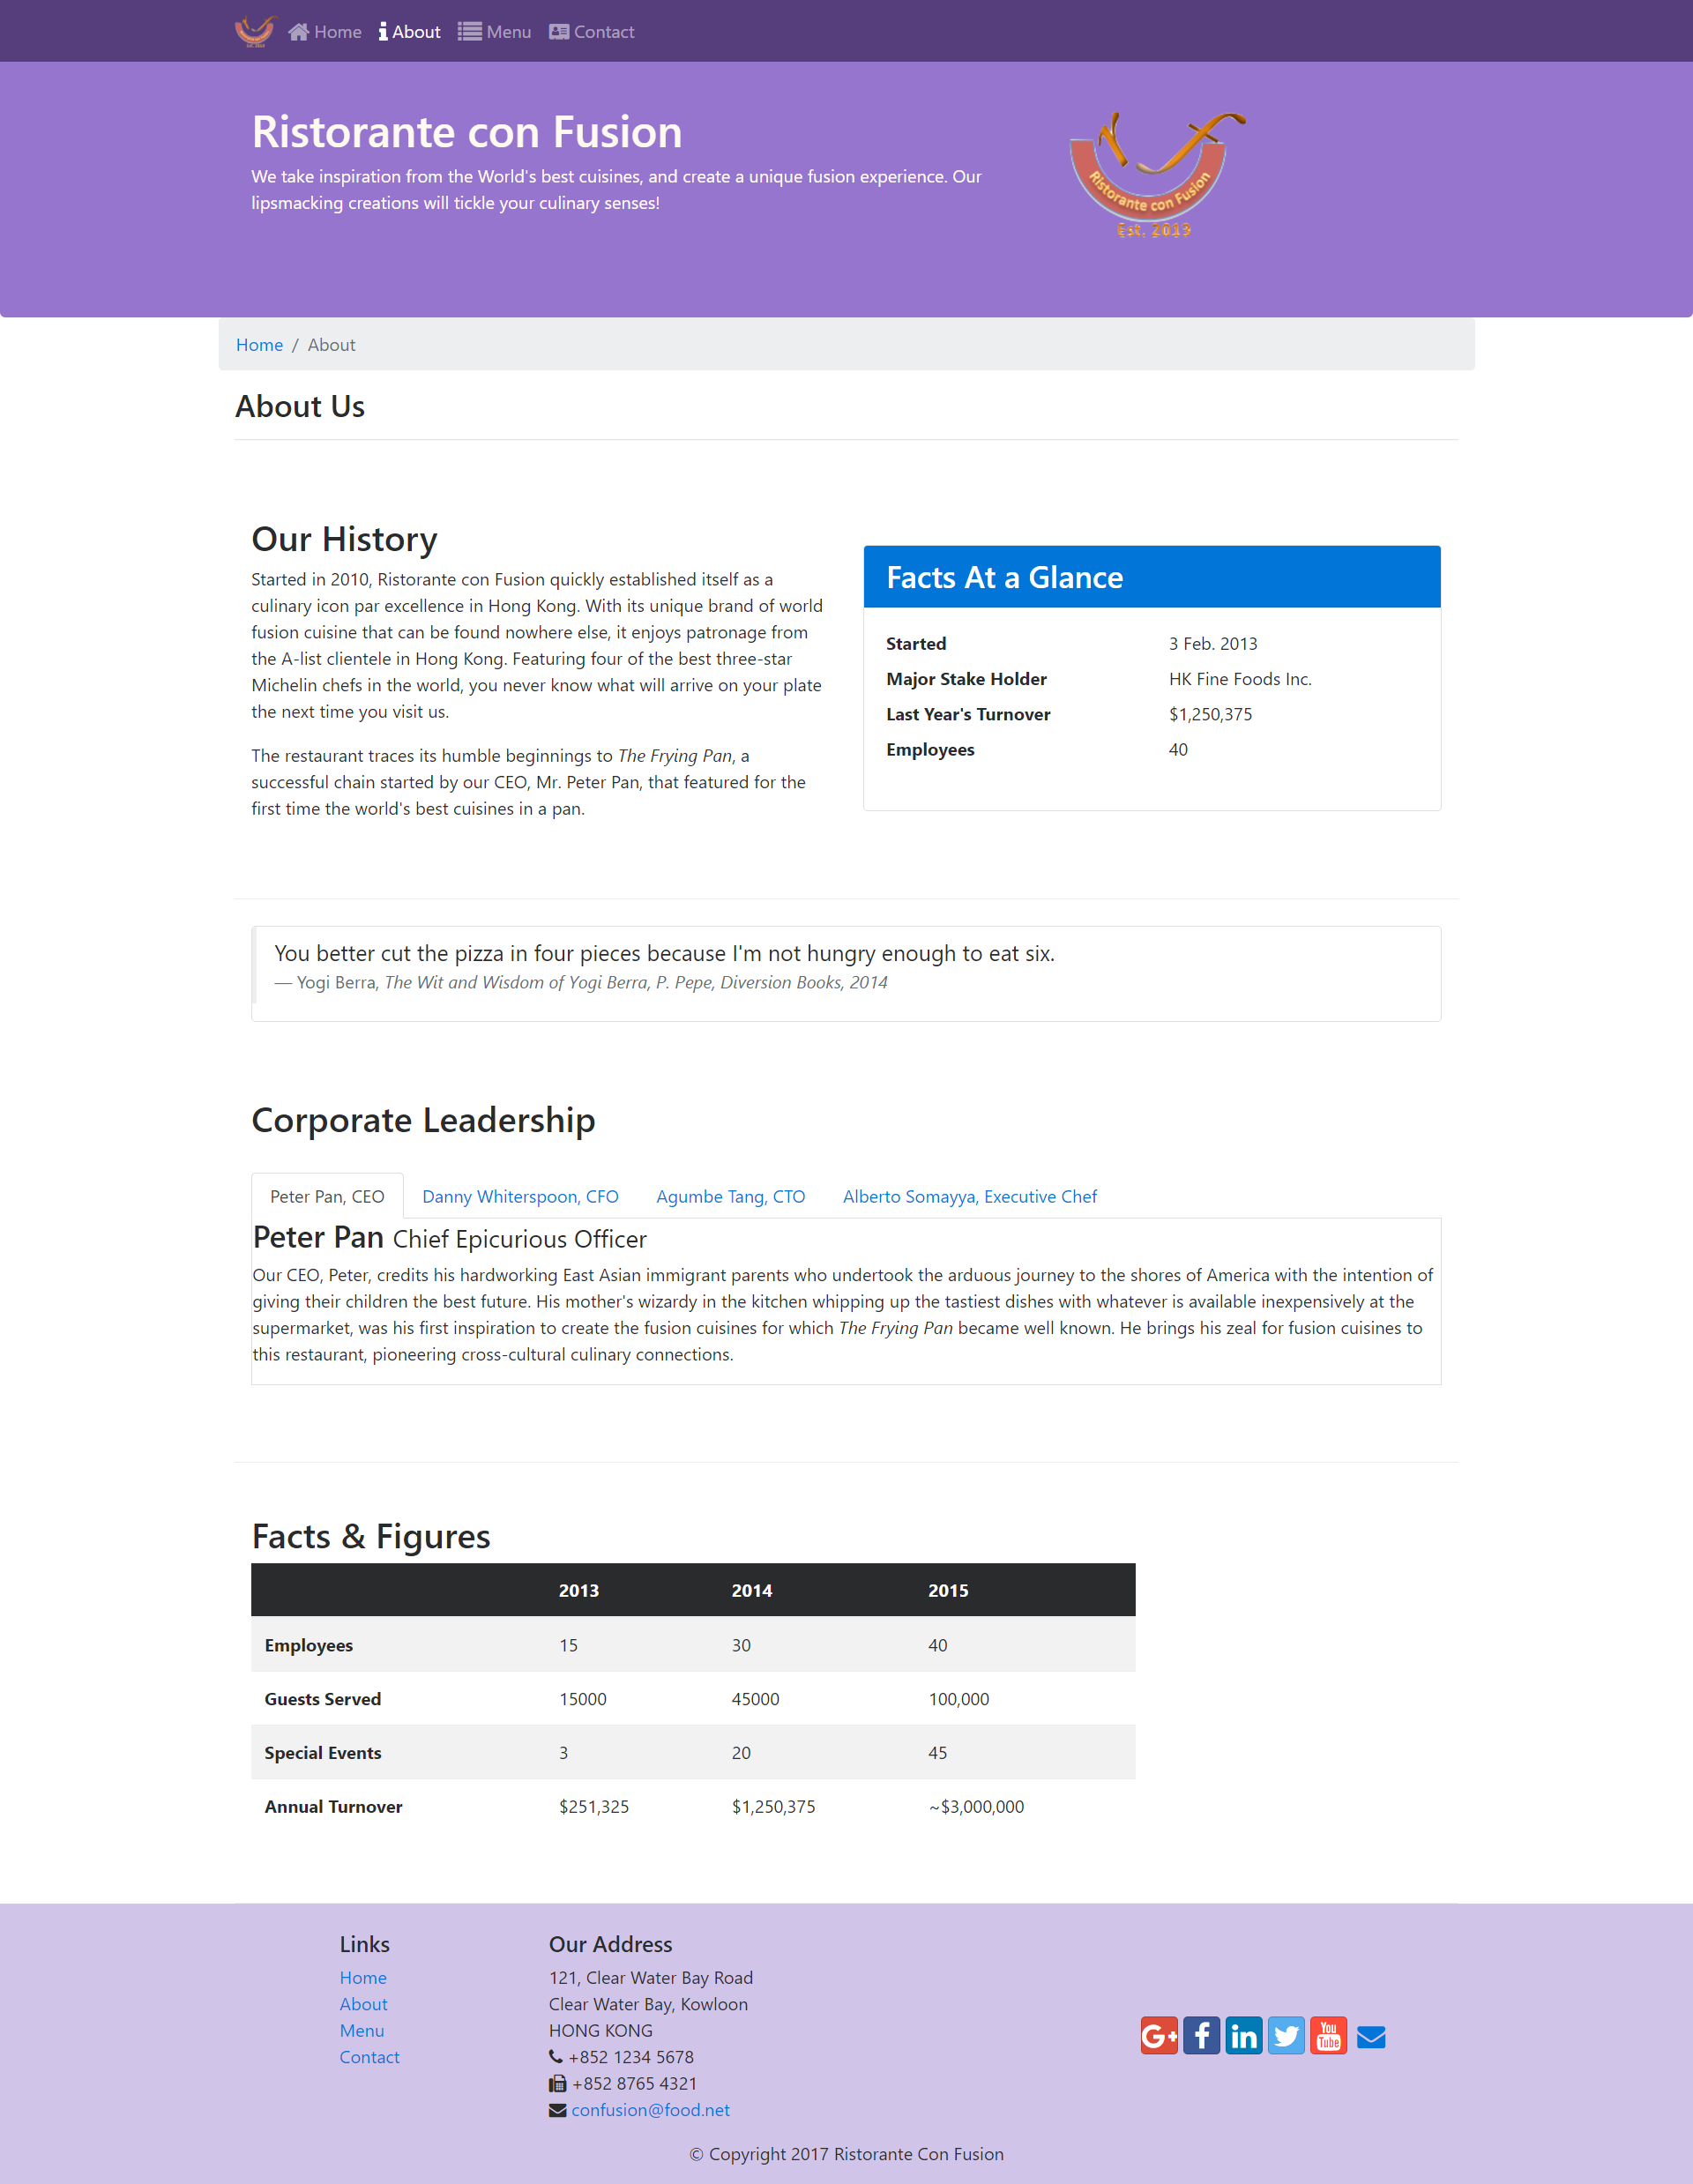 Home About Menu Contact
Ristorante con Fusion
We take inspiration from the World's best cuisines, and create a unique fusion experience. Our
lipsmacking creations will tickle your culinary senses!
Ristorante con Fusion
Est. 2013
Home / About
About Us
Our History
Started in 2010, Ristorante con Fusion quickly established itself as a
culinary icon par excellence in Hong Kong. With its unique brand of world
fusion cuisine that can be found nowhere else, it enjoys patronage from
the A-list clientele in Hong Kong. Featuring four of the best three-star
Michelin chefs in the world, you never know what will arrive on your plate
the next time you visit us.
The restaurant traces its humble beginnings to The Frying Pan, a
successful chain started by our CEO, Mr. Peter Pan, that featured for the
first time the world's best cuisines in a pan.
Facts At a Glance
Started 3 Feb. 2013
Major Stake Holder HK Fine Foods Inc.
Last Year's Turnover $1,250,375
Employees 40
You better cut the pizza in four pieces because I'm not hungry enough to eat six.
— Yogi Berra, The Wit and Wisdom of Yogi Berra, P. Pepe, Diversion Books, 2014
Corporate Leadership
Peter Pan, CEO Danny Whiterspoon, CFO Agumbe Tang, CTO Alberto Somayya, Executive Chef
Peter Pan Chief Epicurious Officer
Our CEO, Peter, credits his hardworking East Asian immigrant parents who undertook the arduous journey to the shores of America with the intention of
giving their children the best future. His mother's wizardy in the kitchen whipping up the tastiest dishes with whatever is available inexpensively at the
supermarket, was his first inspiration to create the fusion cuisines for which The Frying Pan became well known. He brings his zeal for fusion cuisines to
this restaurant, pioneering cross-cultural culinary connections.
Facts & Figures
2013 2014 2015
Employees 15 30 40
Guests Served 15000 45000 100,000
Special Events 3 20 45
Annual Turnover $251,325 $1,250,375 ~$3,000,000
Links
Home
About
Menu
Contact
Our Address
121, Clear Water Bay Road
Clear Water Bay, Kowloon
HONG KONG
+852 1234 5678
+852 8765 4321
confusion@food.net
G+ f in You Tube
© Copyright 2017 Ristorante Con Fusion